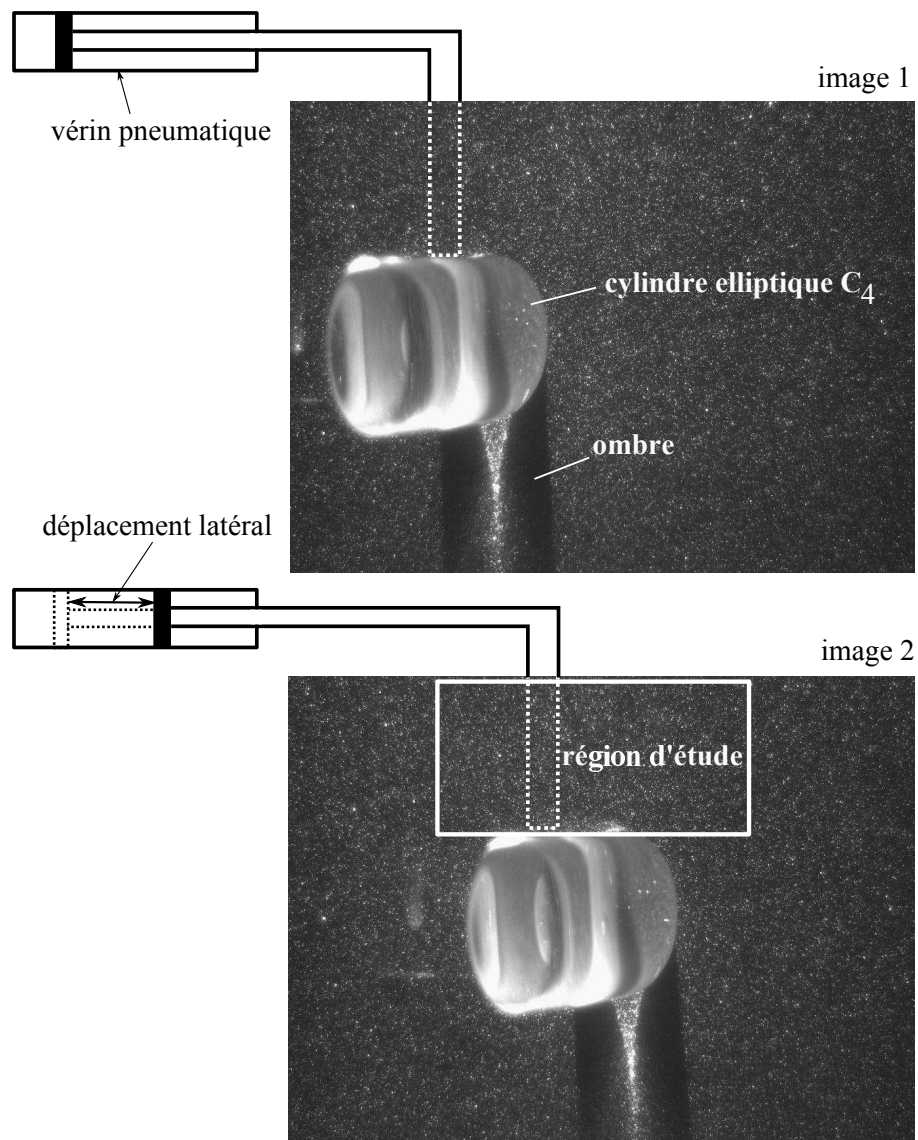 image 1
vérin pneumatique
cylindre elliptique C4
ombre
déplacement latéral
image 2
région d'étude